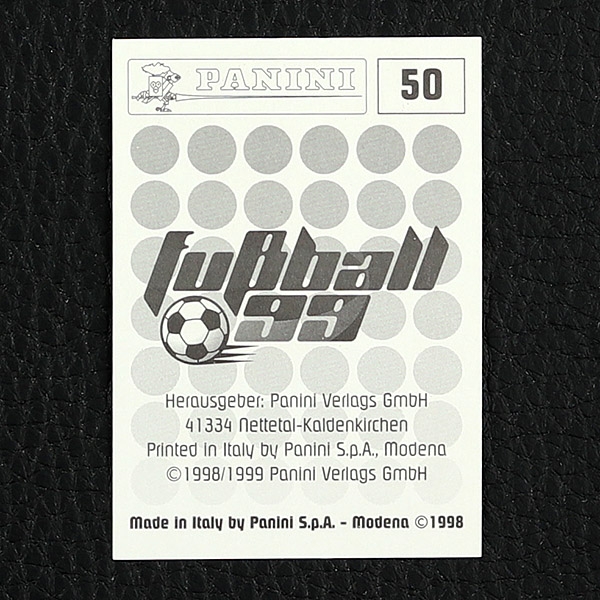 PANINI
50
fußball
99
Herausgeber: Panini Verlags GmbH
41334 Nettetal-Kaldenkirchen
Printed in Italy by Panini S.p.A., Modena
©1998/1999 Panini Verlags GmbH
Made in Italy by Panini S.p.A. - Modena ©1998